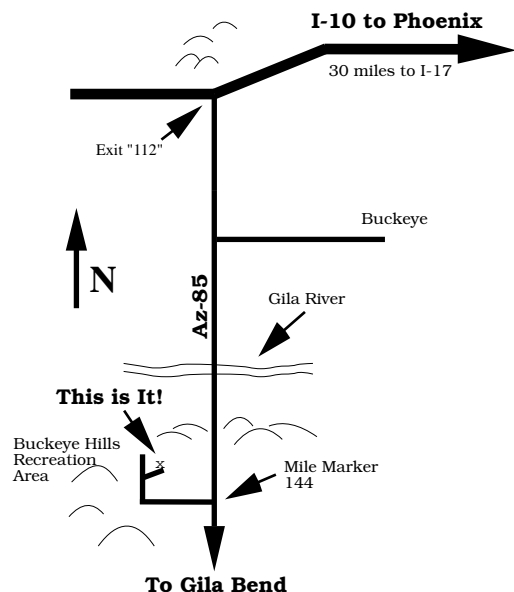 I-10 to Phoenix
30 miles to I-17
Exit "112"
Buckeye
N
Az-85
Gila River
This is It!
Buckeye Hills
Recreation
Area
x
Mile Marker
144
To Gila Bend